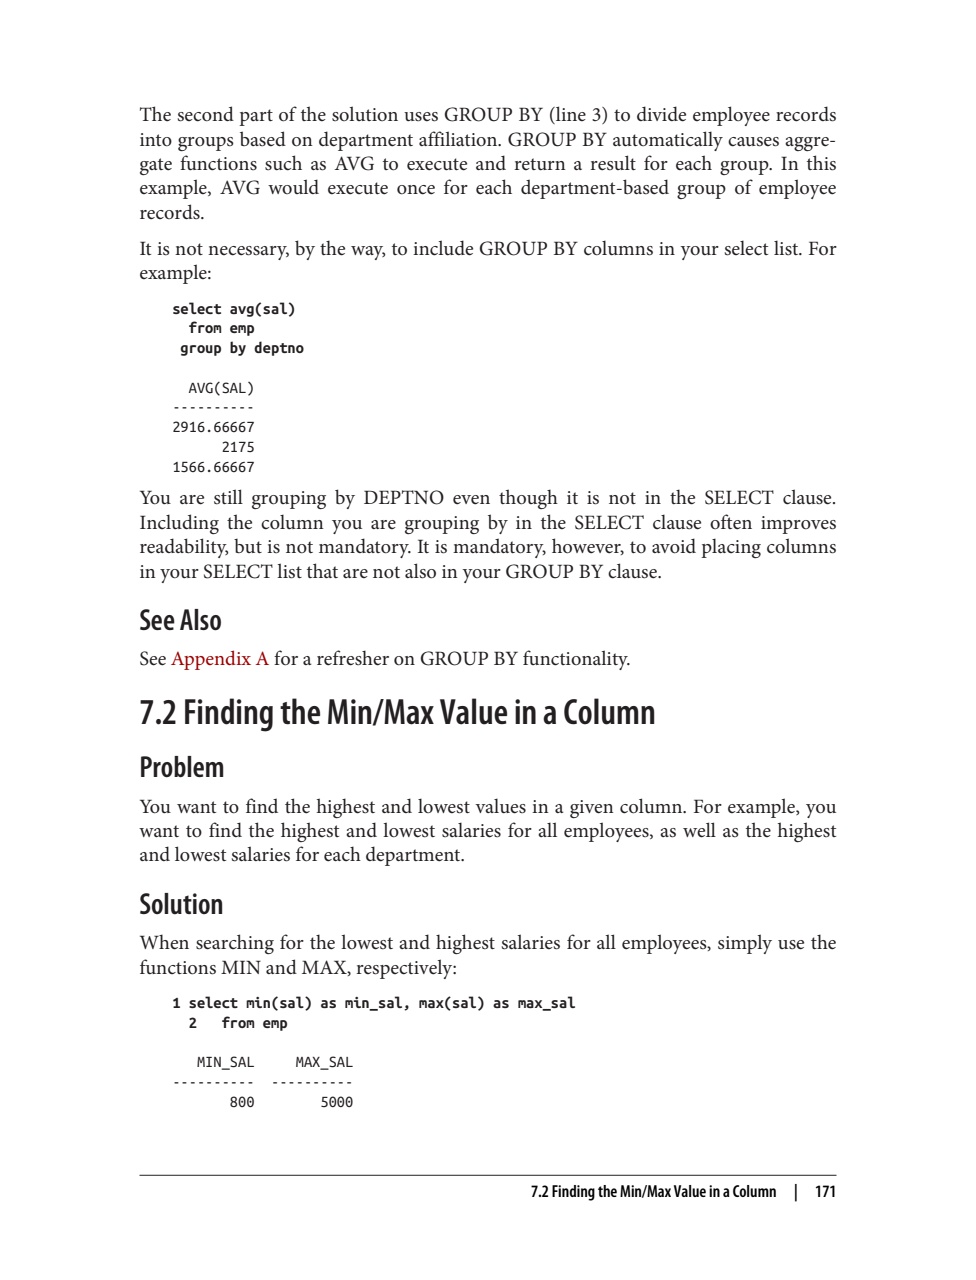 The second part of the solution uses GROUP BY (line 3) to divide employee records
into groups based on department affiliation. GROUP BY automatically causes aggre-
gate functions such as AVG to execute and return a result for each group. In this
example, AVG would execute once for each department-based group of employee
records.
It is not necessary, by the way, to include GROUP BY columns in your select list. For
example:
select avg(sal)
  from emp
 group by deptno
  AVG(SAL)
----------
2916.66667
      2175
1566.66667
You are still grouping by DEPTNO even though it is not in the SELECT clause.
Including the column you are grouping by in the SELECT clause often improves
readability, but is not mandatory. It is mandatory, however, to avoid placing columns
in your SELECT list that are not also in your GROUP BY clause.
See Also
See Appendix A for a refresher on GROUP BY functionality.
7.2 Finding the Min/Max Value in a Column
Problem
You want to find the highest and lowest values in a given column. For example, you
want to find the highest and lowest salaries for all employees, as well as the highest
and lowest salaries for each department.
Solution
When searching for the lowest and highest salaries for all employees, simply use the
functions MIN and MAX, respectively:
1 select min(sal) as min_sal, max(sal) as max_sal
  2   from emp
   MIN_SAL     MAX_SAL
----------  ----------
       800        5000
7.2 Finding the Min/Max Value in a Column | 171